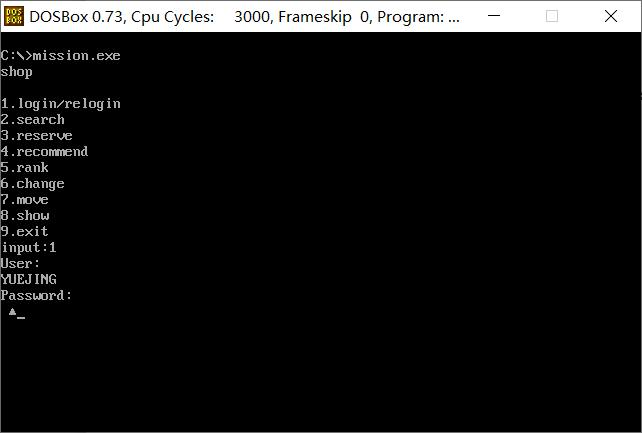 DOSBox 0.73, Cpu Cycles: 3000, Frameskip 0, Program: ...
C:\>mission.exe
shop
1.login/relogin
2.search
3.reserve
4.recommend
5.rank
6.change
7.move
8.show
9.exit
input:1
User:
YUEJING
Password:
▲_